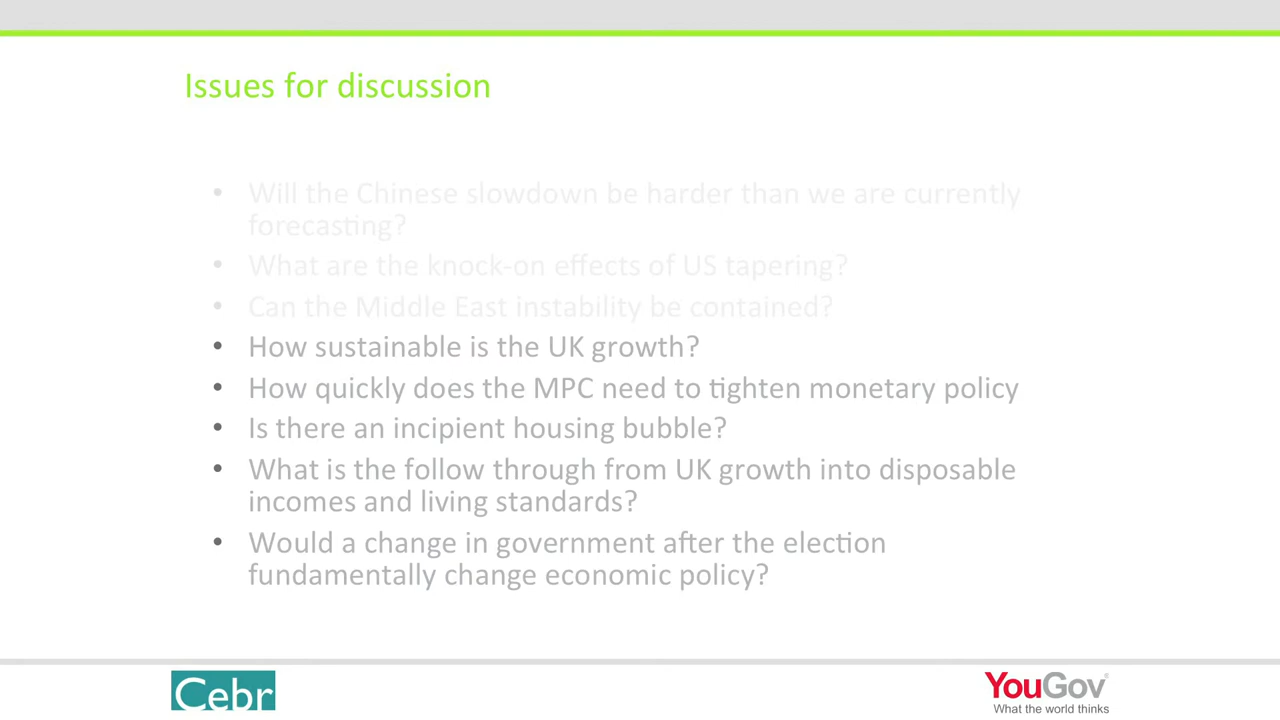 Issues for discussion
• Will the Chinese slowdown be harder than we are currently
forecasting?
• What are the knock-on effects of US tapering?
• Can the Middle East instability be contained?
• How sustainable is the UK growth?
• How quickly does the MPC need to tighten monetary policy
• Is there an incipient housing bubble?
• What is the follow through from UK growth into disposable
incomes and living standards?
• Would a change in government after the election
fundamentally change economic policy?
Cebr
YouGov®
What the world thinks